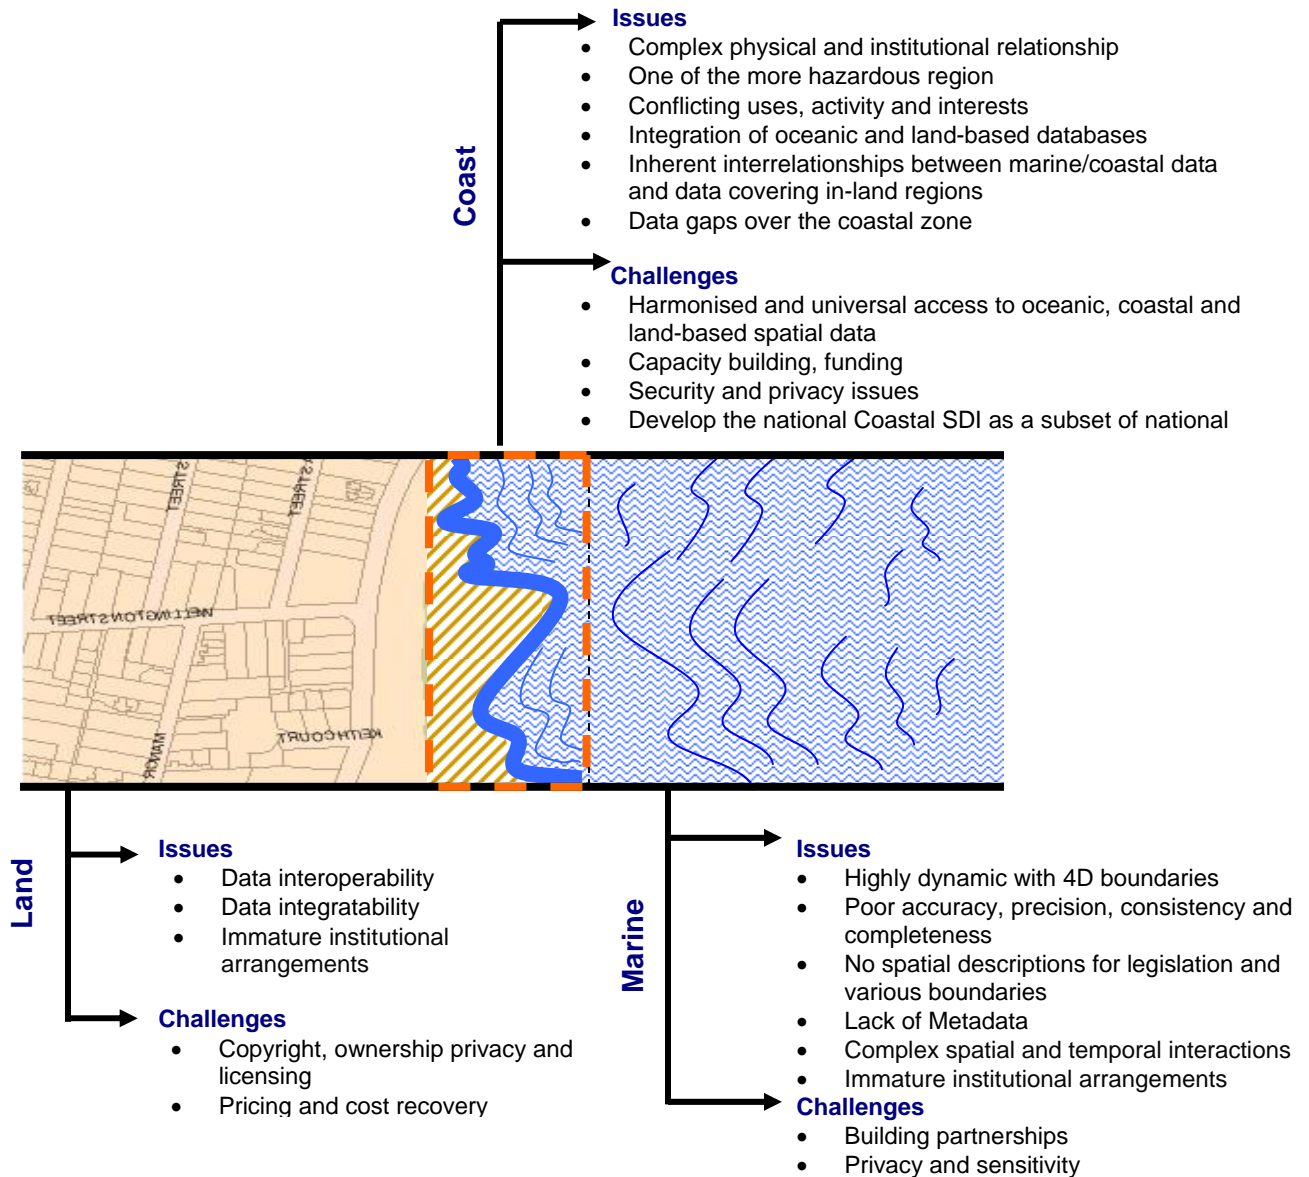 Issues
• Complex physical and institutional relationship
• One of the more hazardous region
• Conflicting uses, activity and interests
• Integration of oceanic and land-based databases
• Inherent interrelationships between marine/coastal data
and data covering in-land regions
• Data gaps over the coastal zone
Coast
Challenges
• Harmonised and universal access to oceanic, coastal and
land-based spatial data
• Capacity building, funding
• Security and privacy issues
• Develop the national Coastal SDI as a subset of national
STREET
STREET
WELLINGTON STREET
KEITH COURT
MANOR
Land
Issues
• Data interoperability
• Data integratability
• Immature institutional
arrangements
Challenges
• Copyright, ownership privacy and
licensing
• Pricing and cost recovery
Marine
Issues
• Highly dynamic with 4D boundaries
• Poor accuracy, precision, consistency and
completeness
• No spatial descriptions for legislation and
various boundaries
• Lack of Metadata
• Complex spatial and temporal interactions
• Immature institutional arrangements
Challenges
• Building partnerships
• Privacy and sensitivity